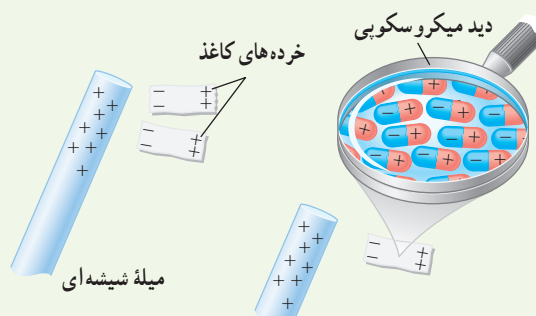 دید میکروسکوپی
خرده‌های کاغذ
میلهٔ شیشه‌ای